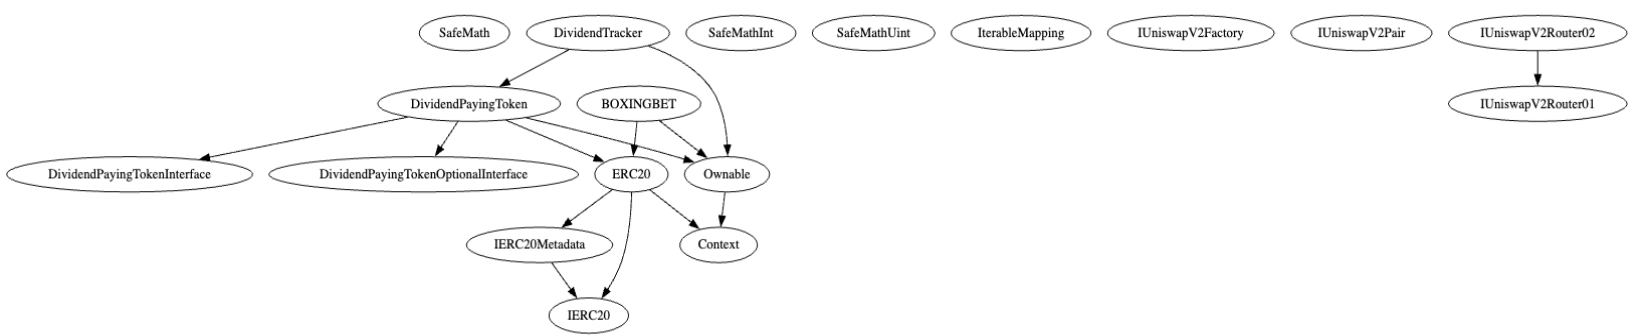 SafeMath
DividendTracker
SafeMathInt
SafeMathUint
IterableMapping
IUniswapV2Factory
IUniswapV2Pair
IUniswapV2Router02
DividendPayingToken
BOXINGBET
IUniswapV2Router01
DividendPayingTokenInterface
DividendPayingTokenOptionalInterface
ERC20
Ownable
IERC20Metadata
Context
IERC20